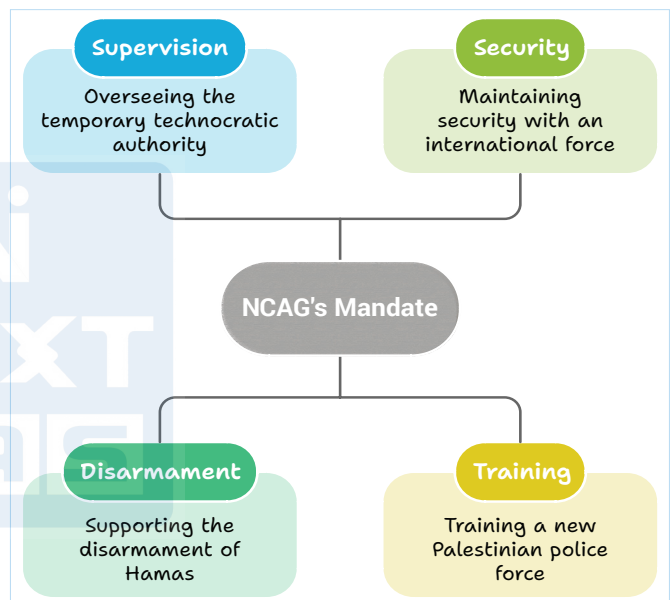 Supervision
Overseeing the
temporary technocratic
authority
Security
Maintaining
security with an
international force
NCAG's Mandate
Disarmament
Supporting the
disarmament of
Hamas
Training
Training a new
Palestinian police
force